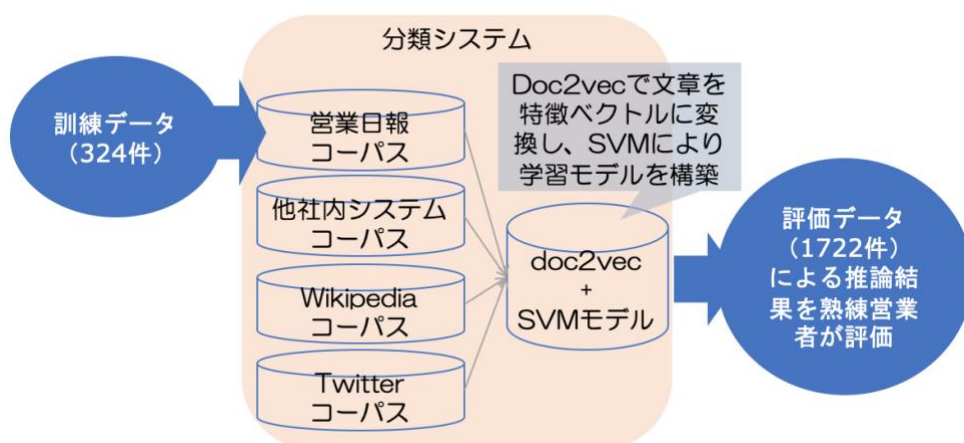 分類システム
訓練データ
(324件)
営業日報
コーパス
他社内システム
コーパス
Wikipedia
コーパス
Twitter
コーパス
Doc2vecで文章を
特徴ベクトルに変
換し、SVMにより
学習モデルを構築
doc2vec
+
SVMモデル
評価データ
(1722件)
による推論結
果を熟練営業
者が評価